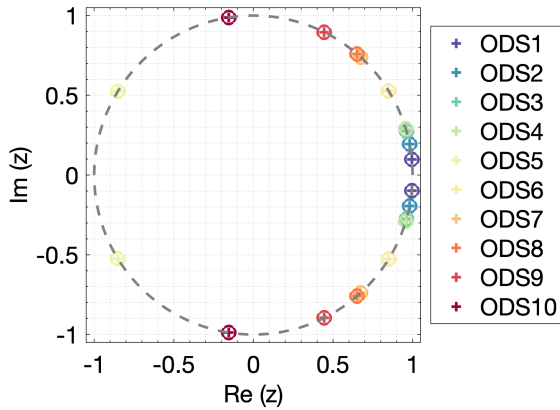 1
0.5
0
-0.5
-1
Im (z)
-1
-0.5
0
0.5
1
Re (z)
ODS1
ODS2
ODS3
ODS4
ODS5
ODS6
ODS7
ODS8
ODS9
ODS10